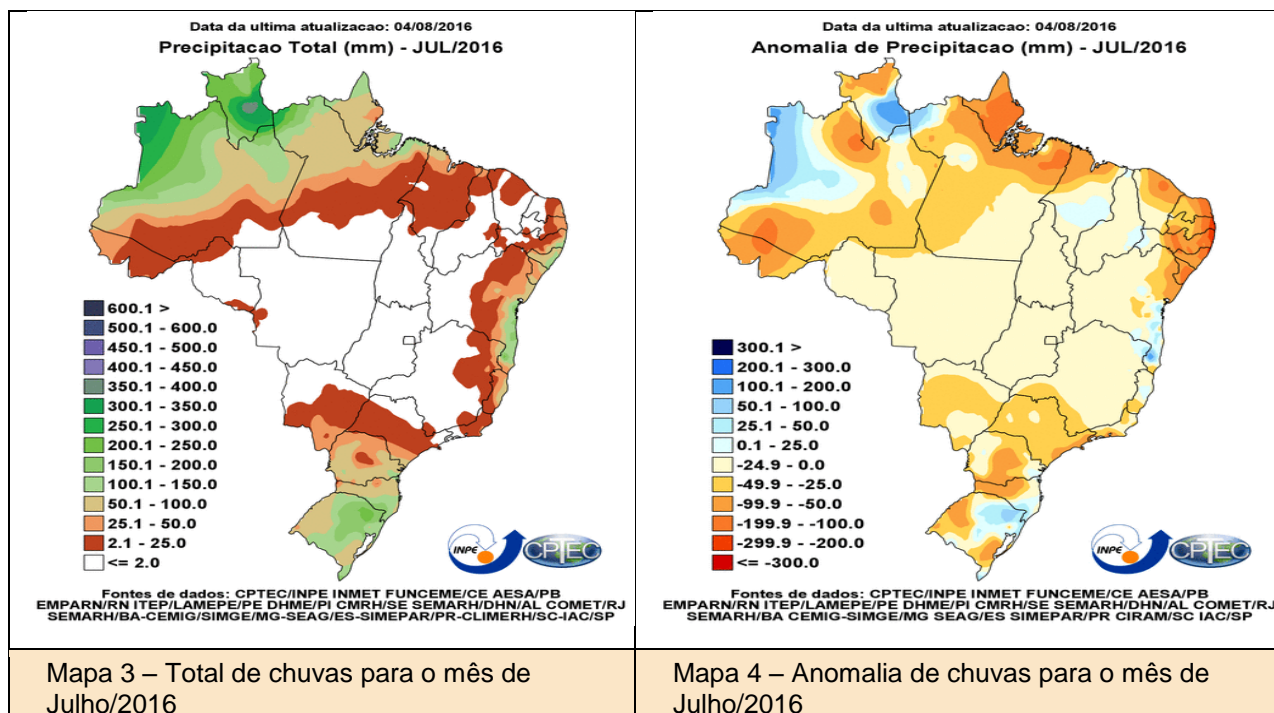 Data da ultima atualizacao: 04/08/2016
Precipitacao Total (mm) - JUL/2016
600.1 >
500.1 - 600.0
450.1 - 500.0
400.1 - 450.0
350.1 - 400.0
300.1 - 350.0
250.1 - 300.0
200.1 - 250.0
150.1 - 200.0
100.1 - 150.0
50.1 - 100.0
25.1 - 50.0
2.1 - 25.0
<= 2.0
INPE
CPTEC
Fontes de dados: CPTEC/INPE INMET FUNCEME/CE AESA/PB
EMPARN/RN ITEP/LAMEPE/PE DHME/PI CMRH/SE SEMARH/DHN/AL COMET/RJ
SEMARH/BA-CEMIG/SIMGE/MG-SEAG/ES-SIMEPAR/PR-CLIMERH/SC-IAC/SP
Mapa 3 – Total de chuvas para o mês de
Julho/2016
Data da ultima atualizacao: 04/08/2016
Anomalia de Precipitacao (mm) - JUL/2016
300.1 >
200.1 - 300.0
100.1 - 200.0
50.1 - 100.0
25.1 - 50.0
0.1 - 25.0
-24.9 - 0.0
-49.9 - -25.0
-99.9 - -50.0
-199.9 - -100.0
-299.9 - -200.0
<= -300.0
INPE
CPTEC
Fontes de dados: CPTEC/INPE INMET FUNCEME/CE AESA/PB
EMPARN/RN ITEP/LAMEPE/PE DHME/PI CMRH/SE SEMARH/DHN/AL COMET/RJ
SEMARH/BA CEMIG-SIMGE/MG SEAG/ES SIMEPAR/PR CIRAM/SC IAC/SP
Mapa 4 – Anomalia de chuvas para o mês de
Julho/2016